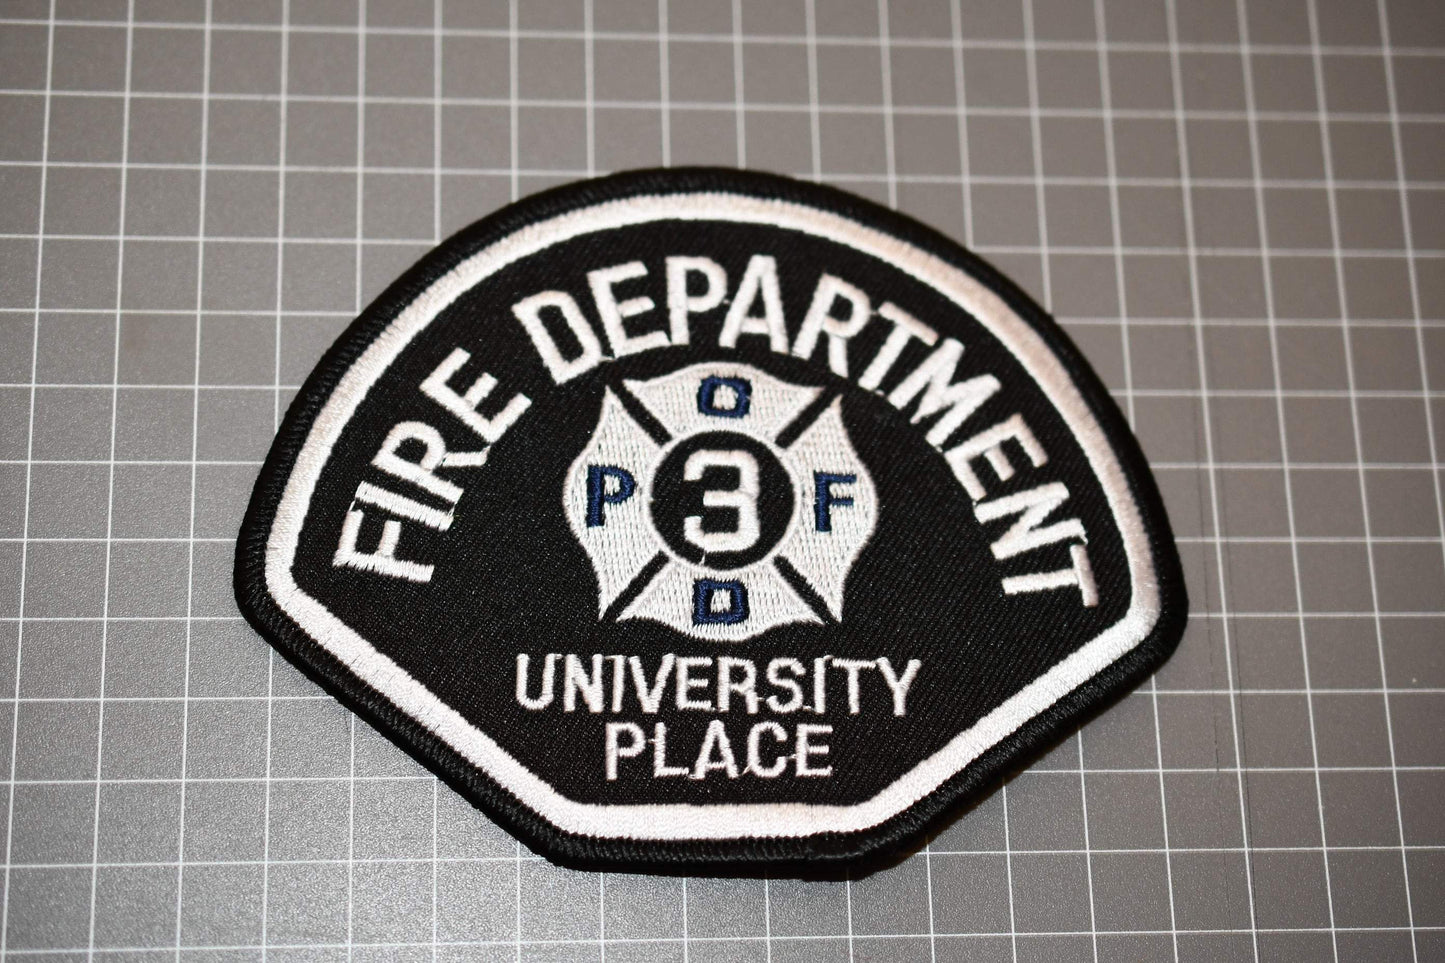 FIRE DEPARTMENT
O
P 3 F
D
UNIVERSITY
PLACE